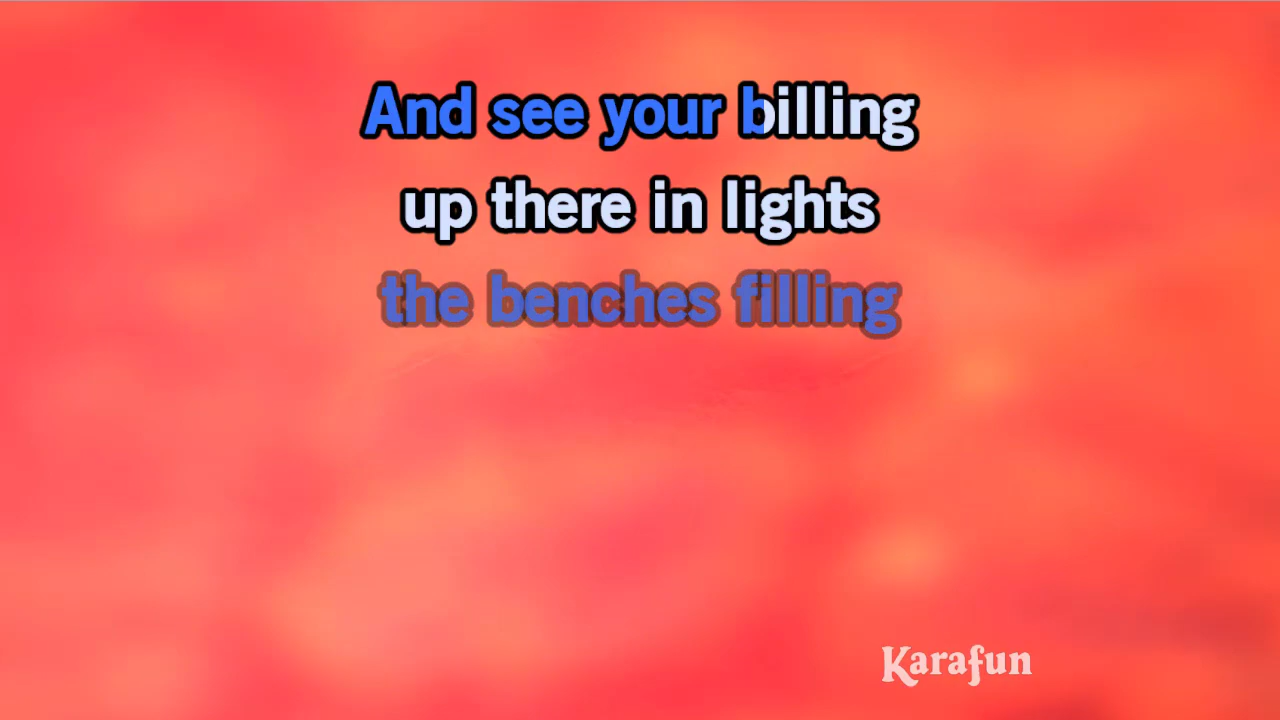 And see your billing
up there in lights
the benches filling
Karafun